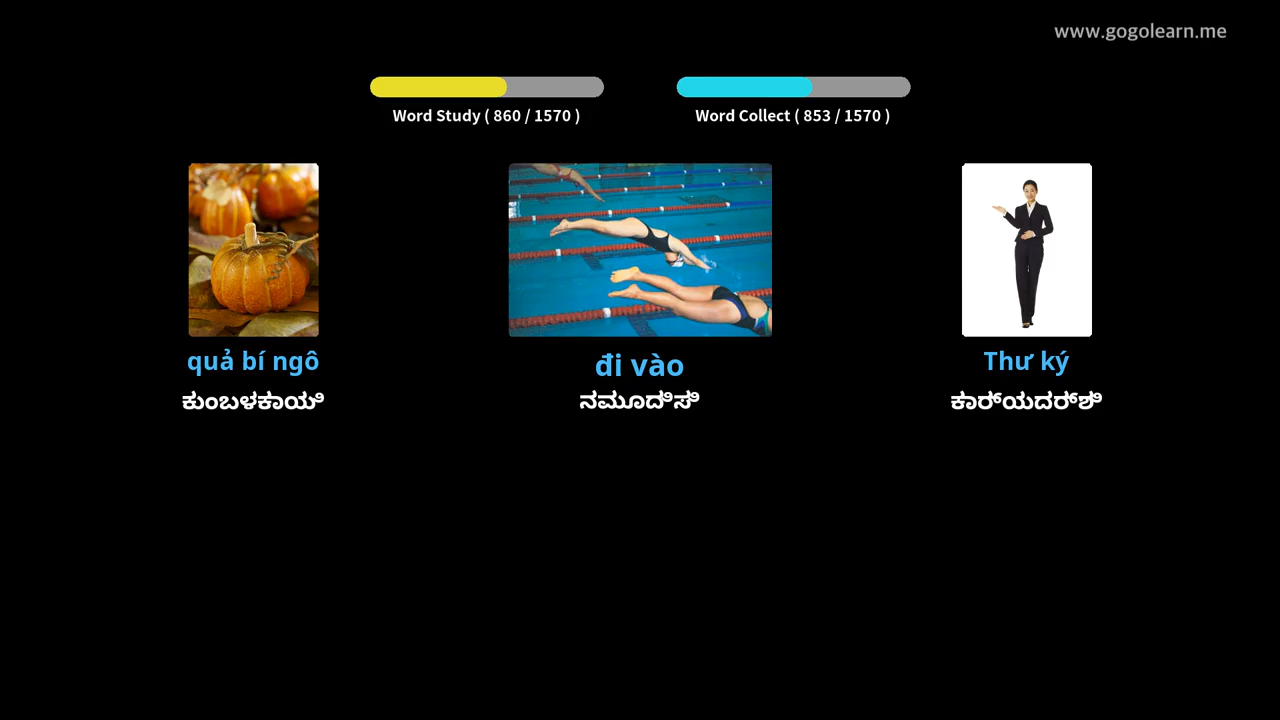 www.gogolearn.me
Word Study ( 860 / 1570 )
Word Collect ( 853 / 1570 )
quả bí ngô
đi vào
Thư ký
ಕುಂಬಳಕಾಯಿ
ನಮೂದಿಸಿ
ಕಾರ್ಯದರ್ಶಿ